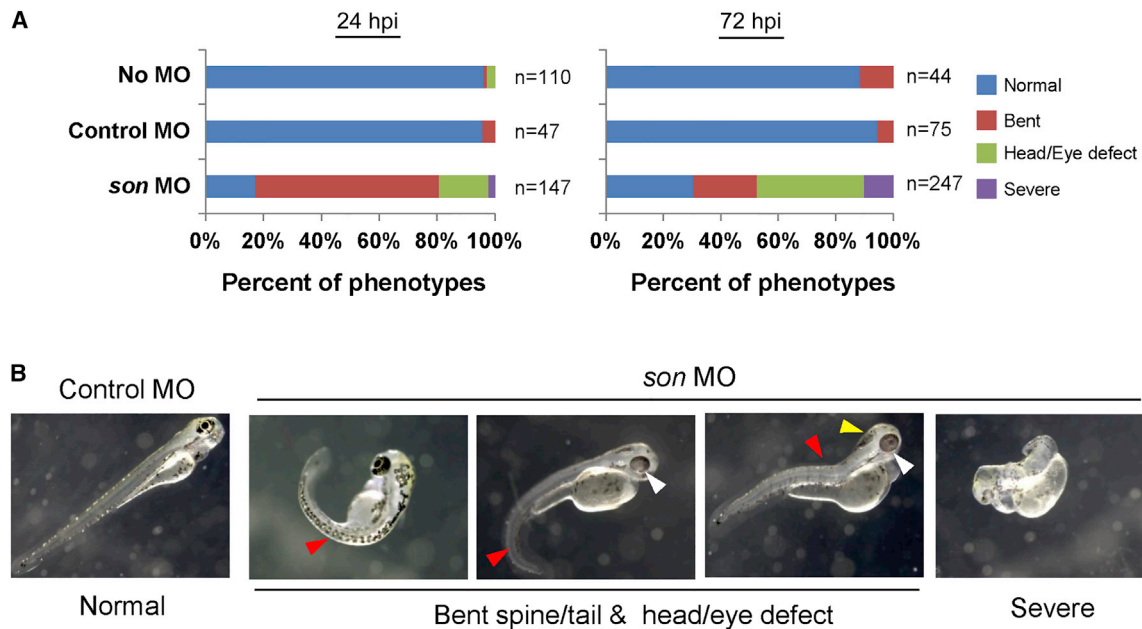 A
24 hpi
72 hpi
No MO
n=110
n=44
Control MO
n=47
n=75
son MO
n=147
n=247
Normal
Bent
Head/Eye defect
Severe
0% 20% 40% 60% 80% 100%
0% 20% 40% 60% 80% 100%
Percent of phenotypes
Percent of phenotypes
B
Control MO
son MO
Normal
Bent spine/tail & head/eye defect
Severe